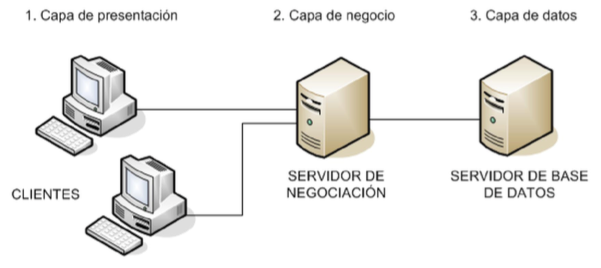 1. Capa de presentación
2. Capa de negocio
3. Capa de datos
CLIENTES
SERVIDOR DE
NEGOCIACIÓN
SERVIDOR DE BASE
DE DATOS